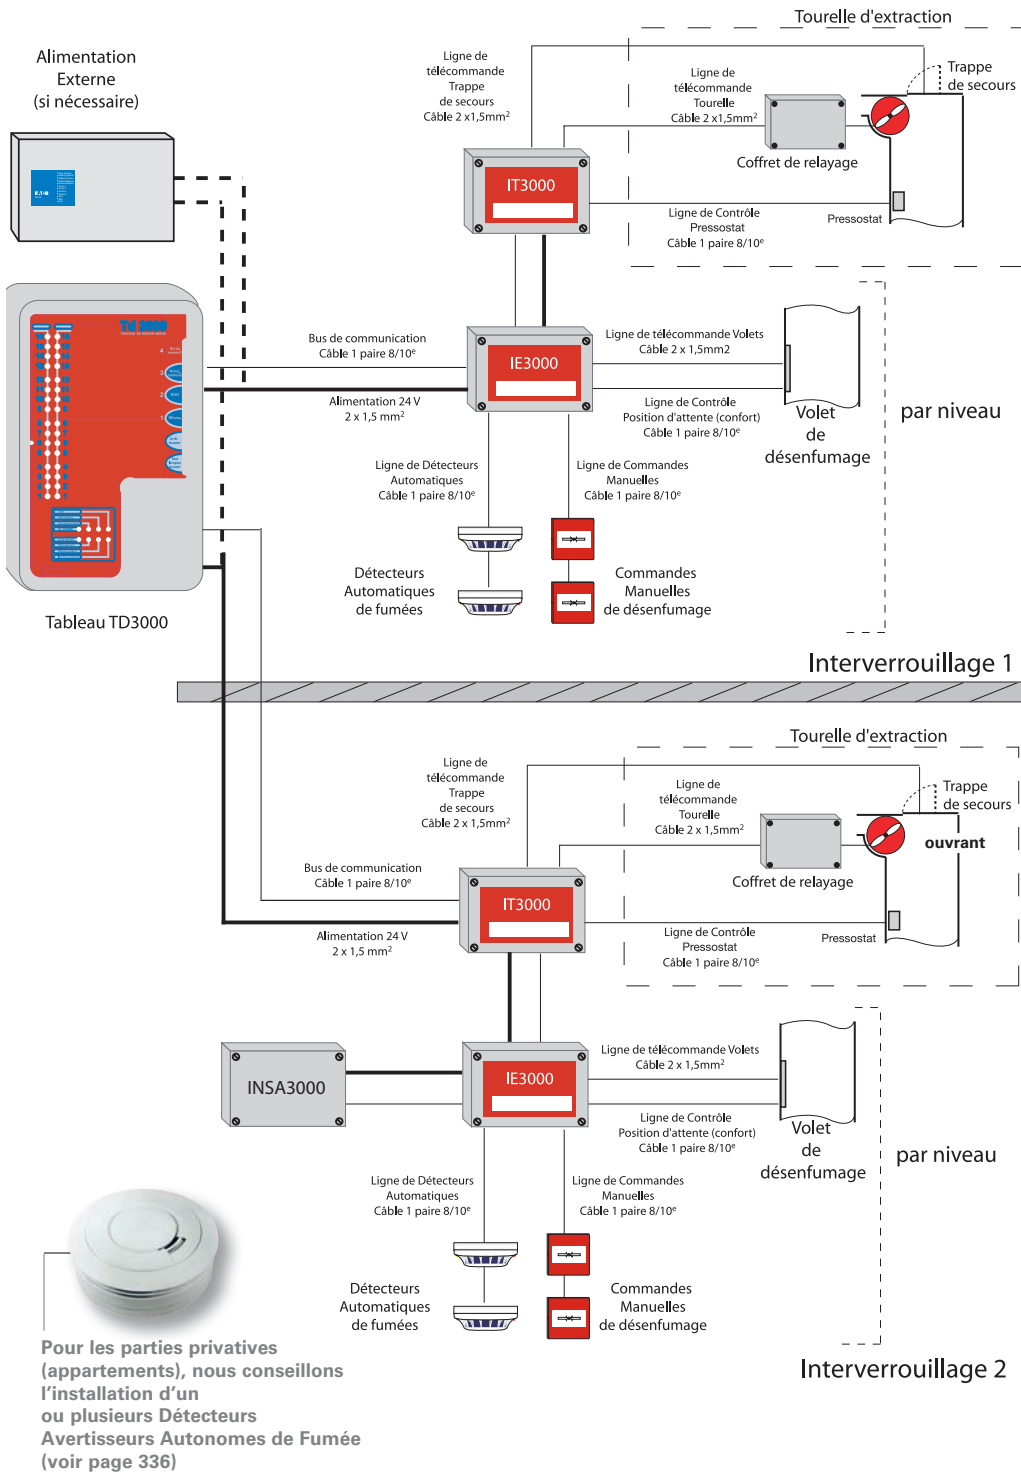 Tourelle d'extraction
Alimentation
Externe
(si nécessaire)
Ligne de
télécommande
Trappe
de secours
Câble 2 x1,5mm²
Ligne de
télécommande
Tourelle
Câble 2 x1,5mm²
Trappe
de secours
Coffret de relayage
IT3000
Ligne de Contrôle
Pressostat
Câble 1 paire 8/10e
Pressostat
Td 3000
Bus de communication
Câble 1 paire 8/10e
IE3000
Ligne de télécommande Volets
Câble 2 x 1,5mm2
Alimentation 24 V
2 x 1,5 mm²
Ligne de Contrôle
Position d'attente (confort)
Câble 1 paire 8/10e
Volet
de
désenfumage
par niveau
4
3
2 TEST
1
Ligne de Détecteurs
Automatiques
Câble 1 paire 8/10e
Ligne de Commandes
Manuelles
Câble 1 paire 8/10e
Détecteurs
Automatiques
de fumées
Commandes
Manuelles
de désenfumage
Tableau TD3000
Interverrouillage 1
Tourelle d'extraction
Ligne de
télécommande
Trappe
de secours
Câble 2 x 1,5mm²
Ligne de
télécommande
Tourelle
Câble 2 x 1,5mm²
Trappe
de secours
ouvrant
Coffret de relayage
Bus de communication
Câble 1 paire 8/10e
IT3000
Alimentation 24 V
2 x 1,5 mm²
Ligne de Contrôle
Pressostat
Câble 1 paire 8/10e
Pressostat
INSA3000
IE3000
Ligne de télécommande Volets
Câble 2 x 1,5mm²
Ligne de Contrôle
Position d'attente (confort)
Câble 1 paire 8/10e
Volet
de
désenfumage
par niveau
Ligne de Détecteurs
Automatiques
Câble 1 paire 8/10e
Ligne de Commandes
Manuelles
Câble 1 paire 8/10e
Détecteurs
Automatiques
de fumées
Commandes
Manuelles
de désenfumage
Interverrouillage 2
Pour les parties privatives
(appartements), nous conseillons
l'installation d'un
ou plusieurs Détecteurs
Avertisseurs Autonomes de Fumée
(voir page 336)